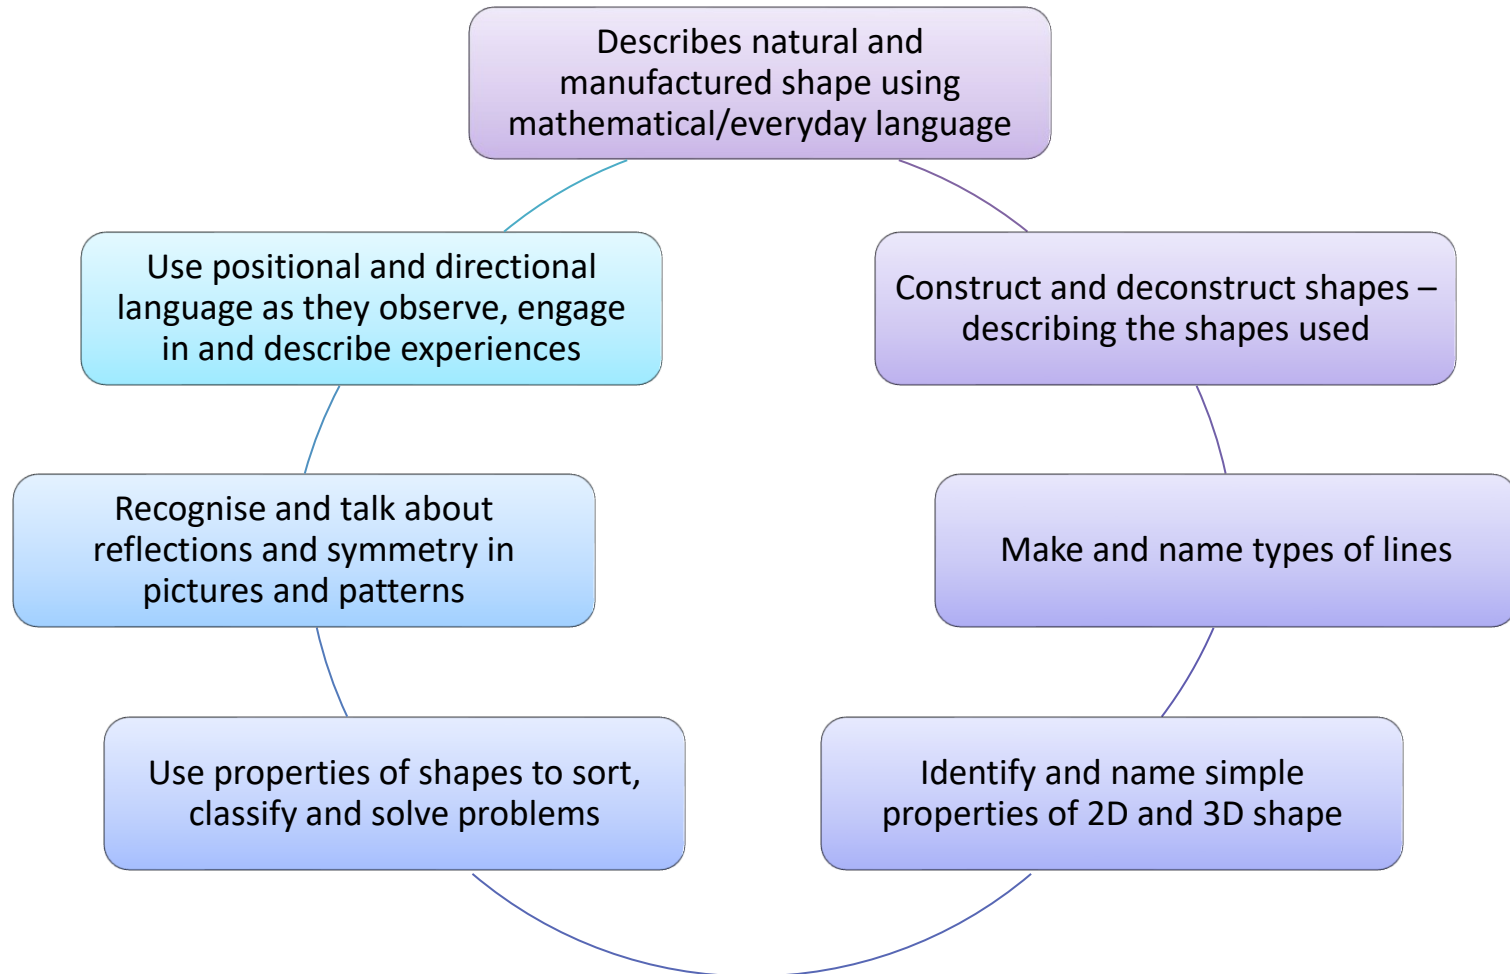 Describes natural and
manufactured shape using
mathematical/everyday language
Construct and deconstruct shapes –
describing the shapes used
Make and name types of lines
Identify and name simple
properties of 2D and 3D shape
Use properties of shapes to sort,
classify and solve problems
Recognise and talk about
reflections and symmetry in
pictures and patterns
Use positional and directional
language as they observe, engage
in and describe experiences